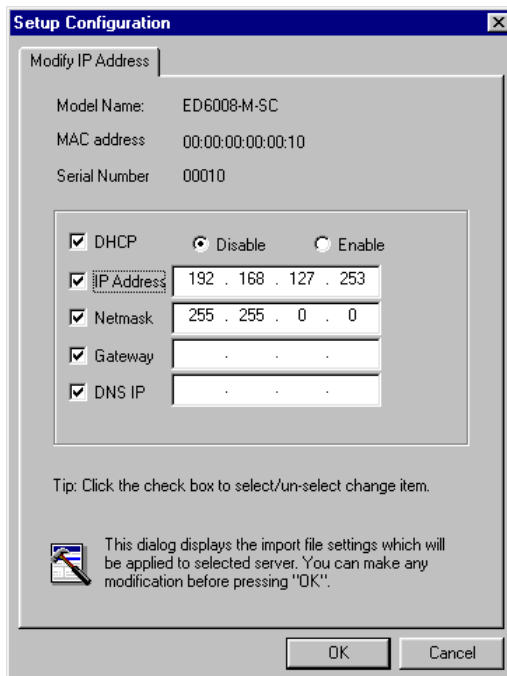 Setup Configuration
Modify IP Address
Model Name: ED6008-M-SC
MAC address 00:00:00:00:00:10
Serial Number 00010
DHCP Disable Enable
IP Address 192 . 168 . 127 . 253
Netmask 255 . 255 . 0 . 0
Gateway . . .
DNS IP . . .
Tip: Click the check box to select/un-select change item.
This dialog displays the import file settings which will
be applied to selected server. You can make any
modification before pressing "OK".
OK Cancel